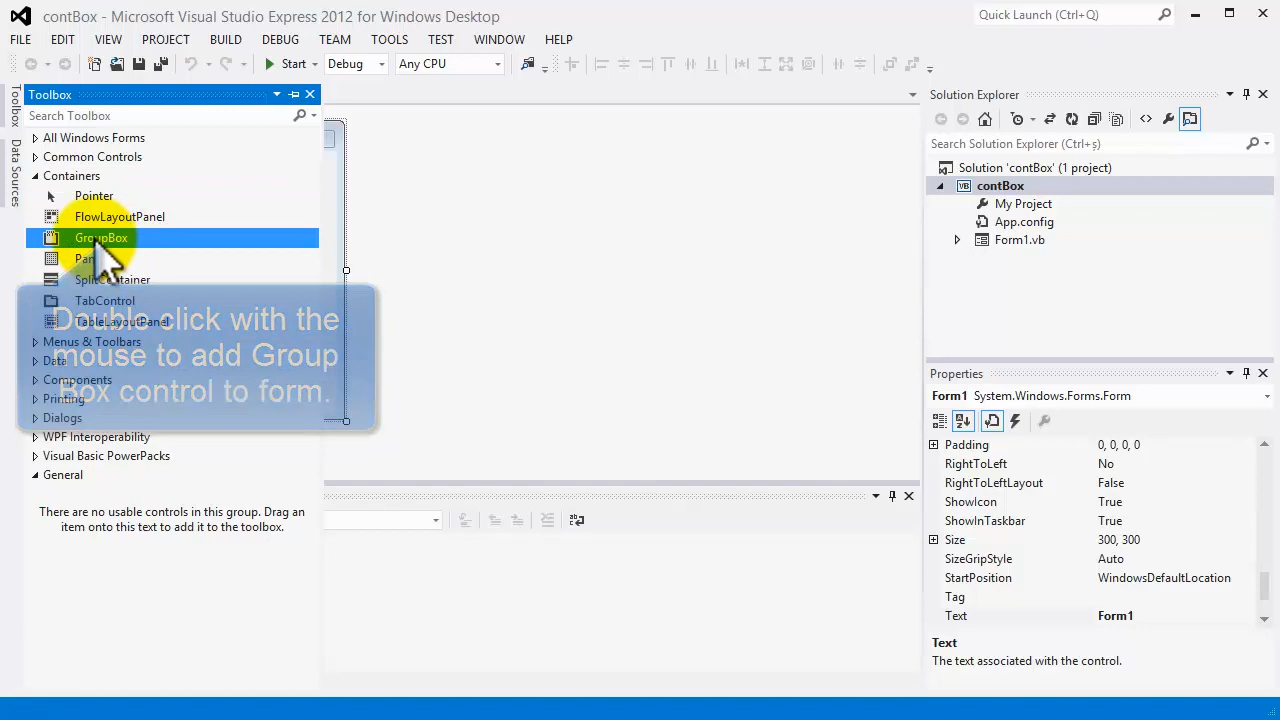 contBox - Microsoft Visual Studio Express 2012 for Windows Desktop
Quick Launch (Ctrl+Q)
FILE EDIT VIEW PROJECT BUILD DEBUG TEAM TOOLS TEST WINDOW HELP
Start Debug Any CPU
Toolbox
Data Sources
Toolbox
Search Toolbox
All Windows Forms
Common Controls
Containers
Pointer
FlowLayoutPanel
GroupBox
Pan
SplitContainer
TabControl
TableLayoutPanel
Menus & Toolbars
Data
Components
Printing
Dialogs
WPF Interoperability
Visual Basic PowerPacks
General
There are no usable controls in this group. Drag an
item onto this text to add it to the toolbox.
Double click with the
mouse to add Group
Box control to form.
Solution Explorer
Search Solution Explorer (Ctrl+ş)
Solution 'contBox' (1 project)
VB contBox
My Project
App.config
Form1.vb
Properties
Form1 System.Windows.Forms.Form
Padding 0, 0, 0, 0
RightToLeft No
RightToLeftLayout False
ShowIcon True
ShowInTaskbar True
Size 300, 300
SizeGripStyle Auto
StartPosition WindowsDefaultLocation
Tag
Text Form1
Text
The text associated with the control.